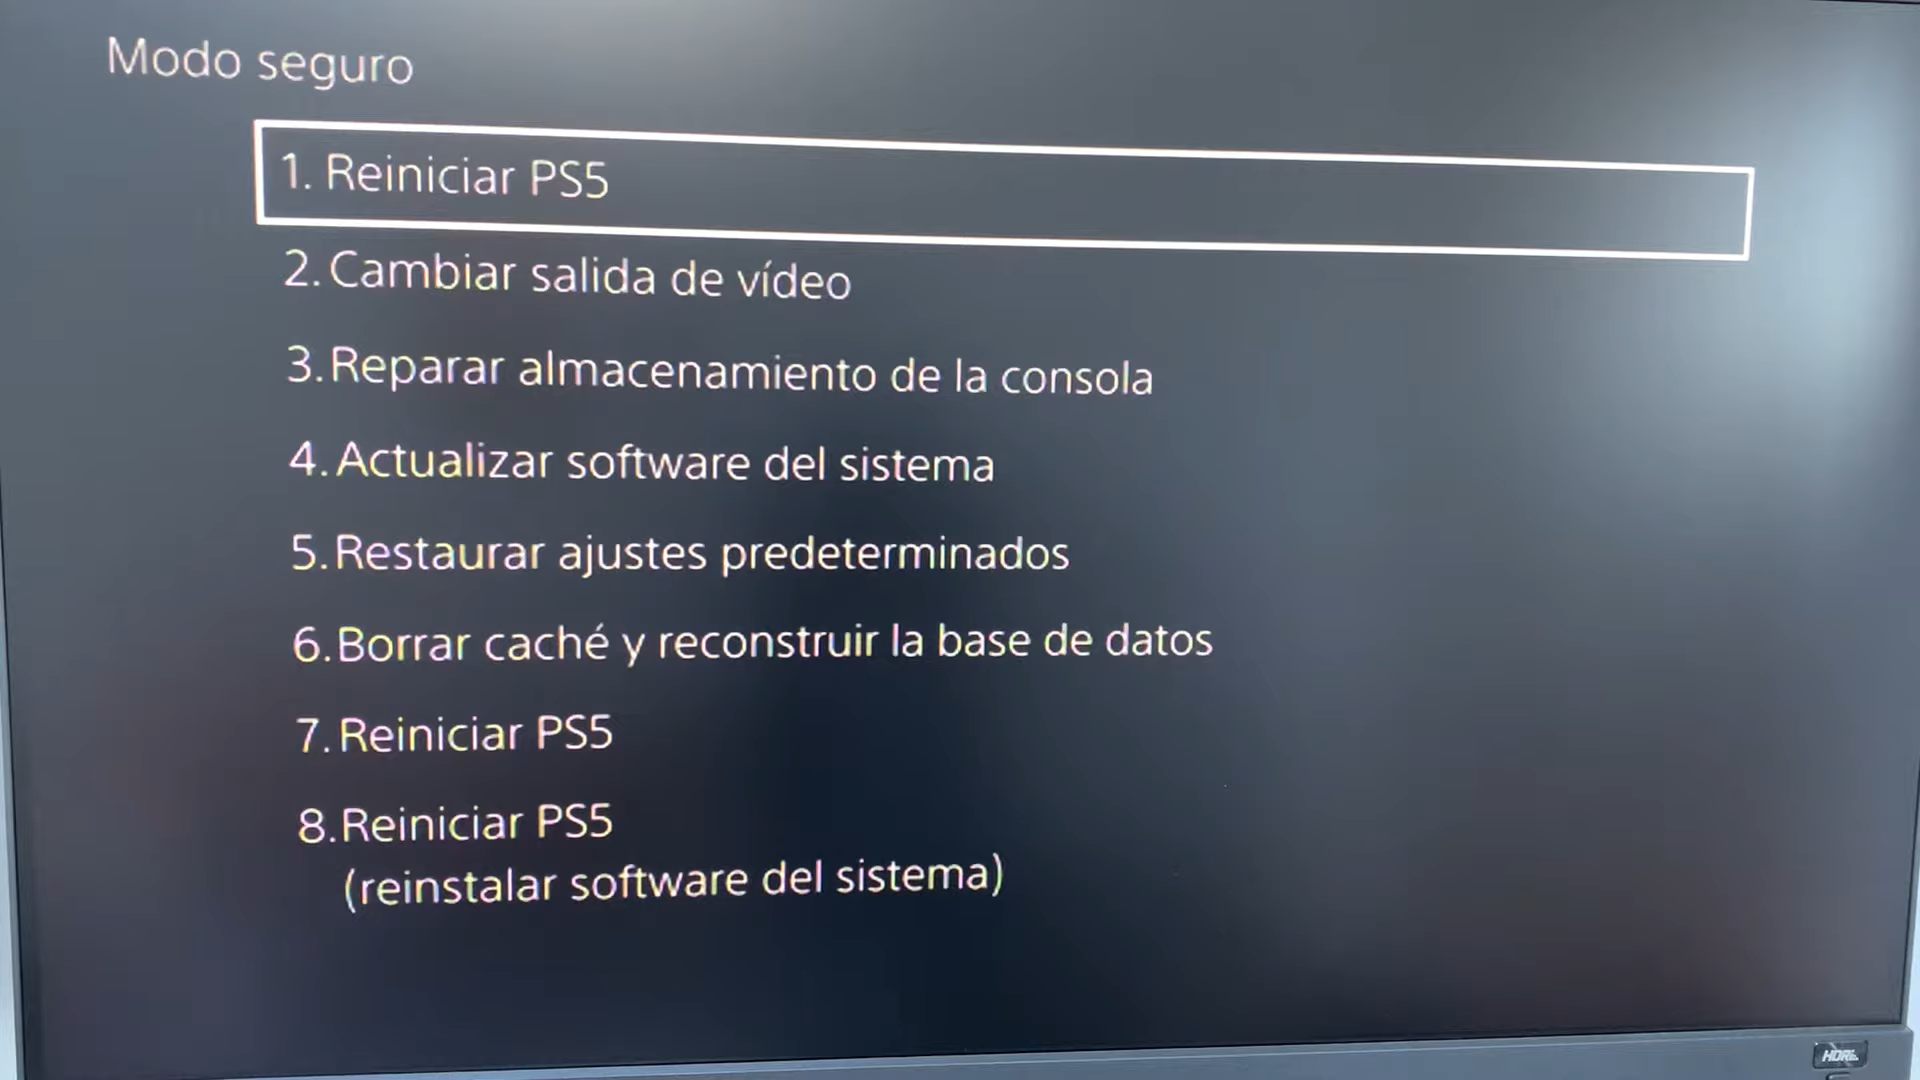 Modo seguro
1. Reiniciar PS5
2. Cambiar salida de vídeo
3. Reparar almacenamiento de la consola
4. Actualizar software del sistema
5. Restaurar ajustes predeterminados
6. Borrar caché y reconstruir la base de datos
7. Reiniciar PS5
8. Reiniciar PS5
(reinstalar software del sistema)